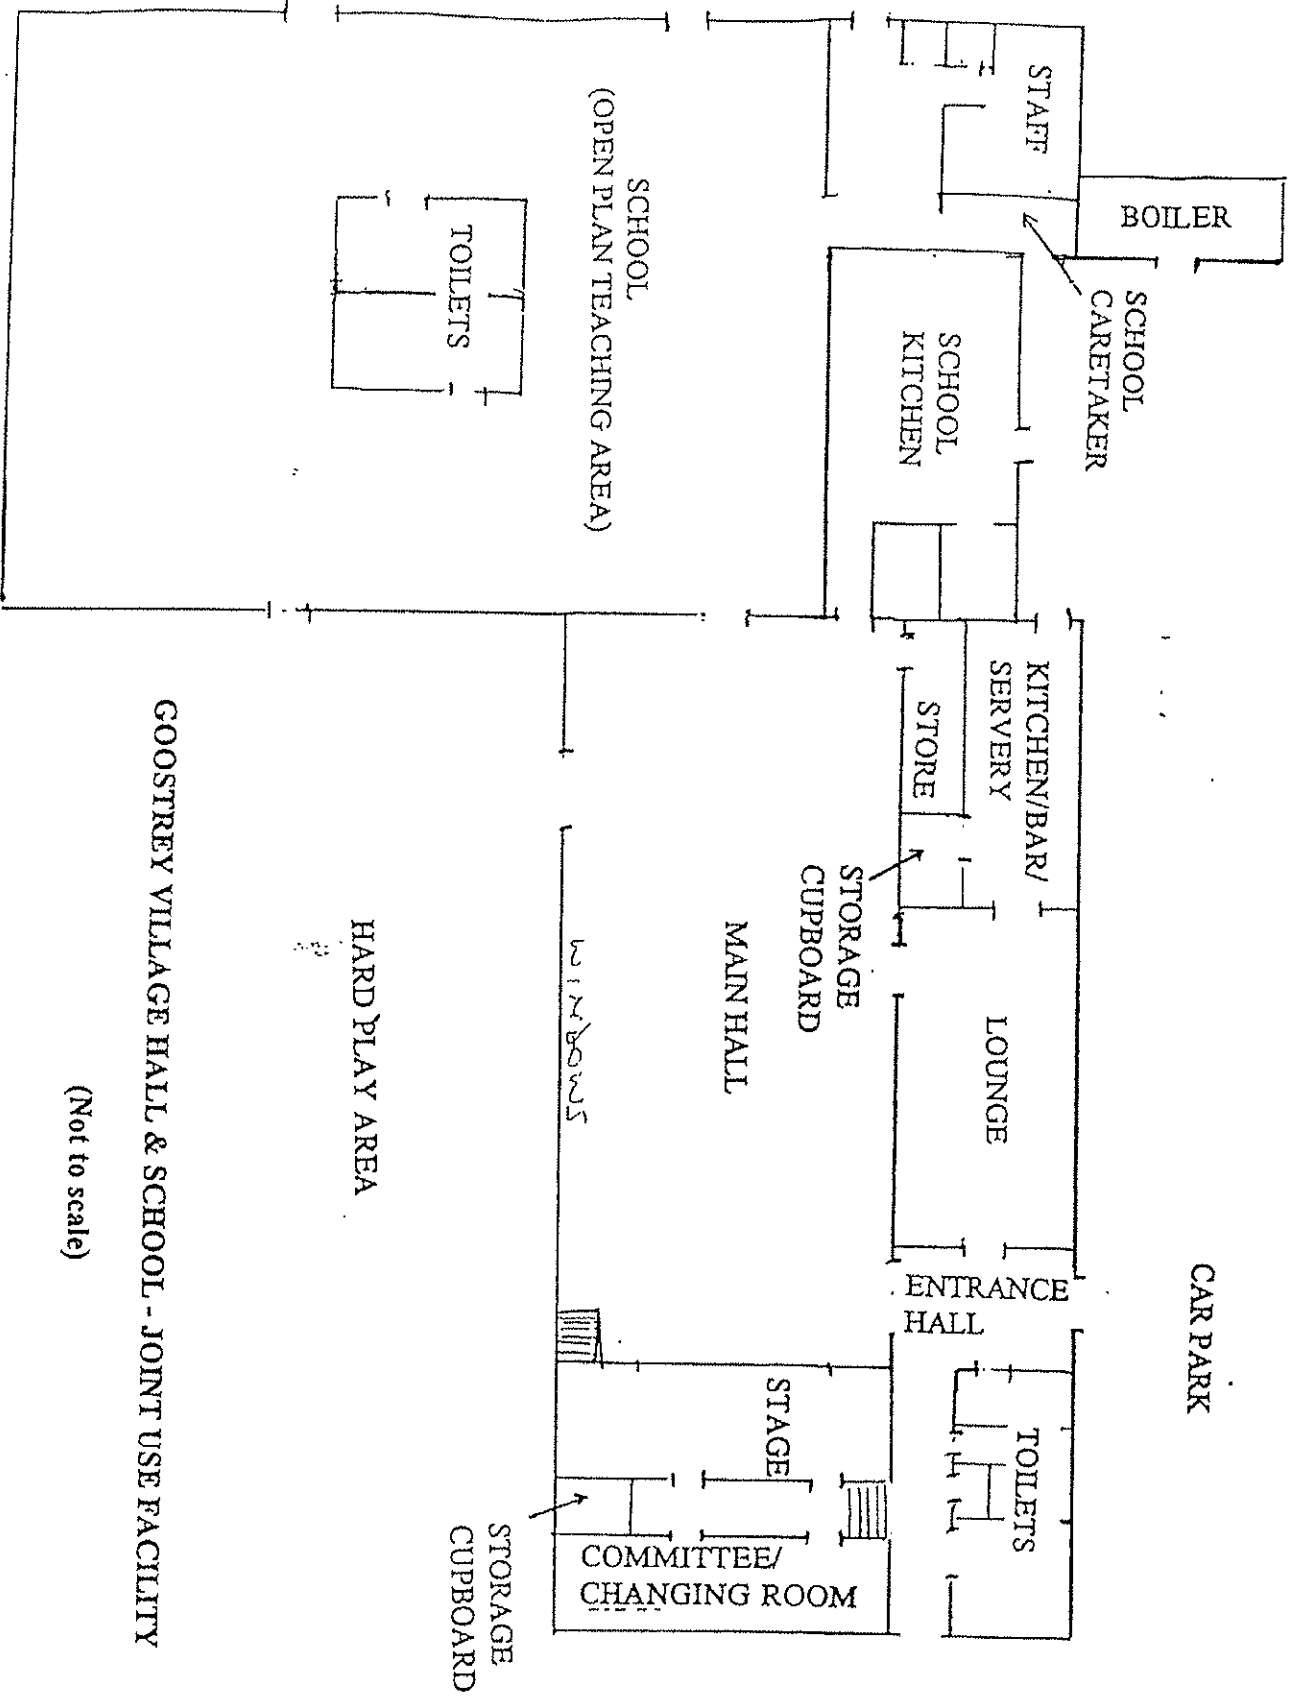 CAR PARK
BOILER
SCHOOL
CARETAKER
STAFF
SCHOOL
KITCHEN
KITCHEN/BAR/
SERVERY
STORE
LOUNGE
ENTRANCE
HALL
TOILETS
STORAGE
CUPBOARD
SCHOOL
(OPEN PLAN TEACHING AREA)
TOILETS
MAIN HALL
STAGE
COMMITTEE/
CHANGING ROOM
STORAGE
CUPBOARD
HARD PLAY AREA
GOOSTREY VILLAGE HALL & SCHOOL - JOINT USE FACILITY
(Not to scale)